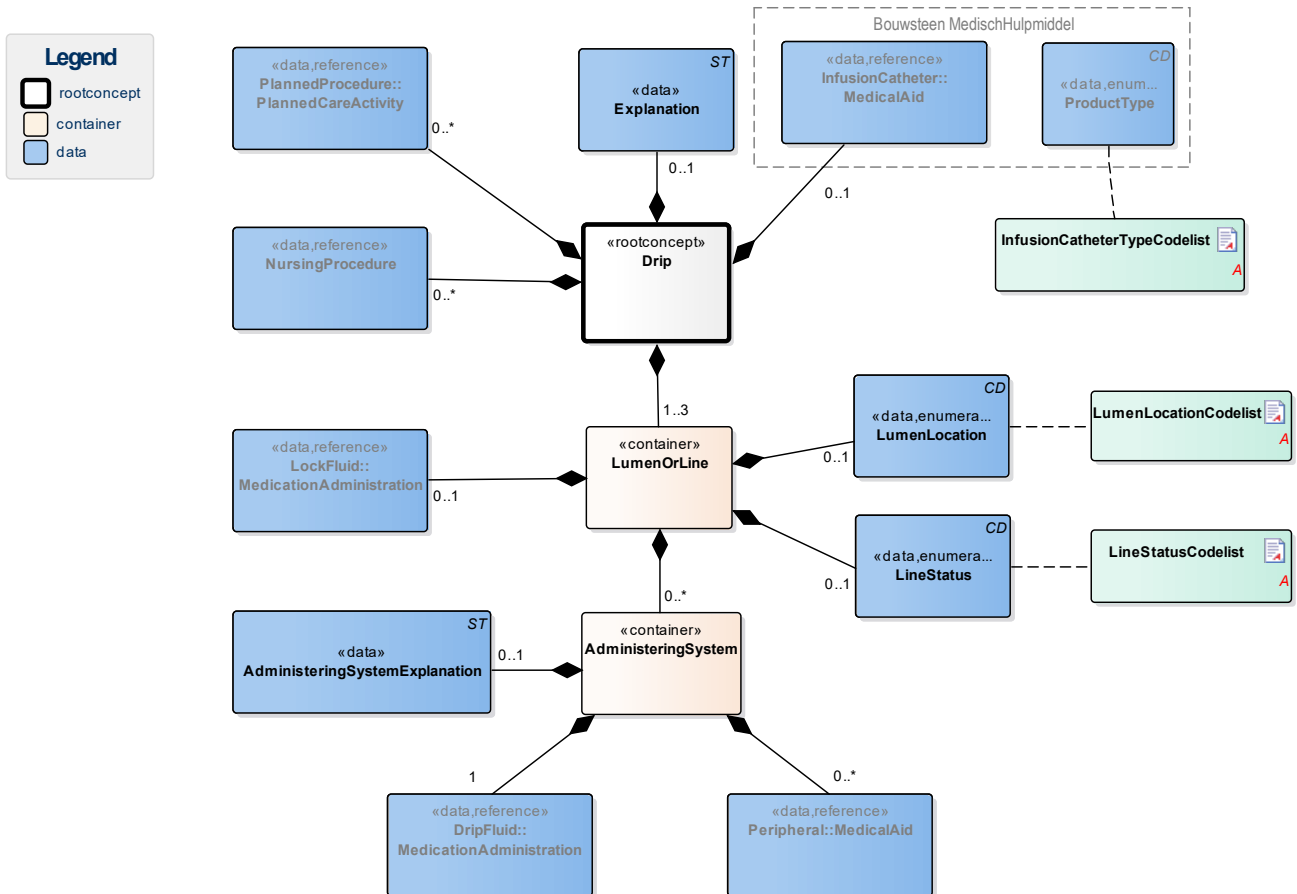 Legend
rootconcept
container
data
Bouwsteen MedischHulpmiddel
«data,reference»
PlannedProcedure::
PlannedCareActivity
0..*
ST
«data»
Explanation
0..1
«data,reference»
InfusionCatheter::
MedicalAid
0..1
CD
«data,enum...
ProductType
InfusionCatheterTypeCodelist
A
«data,reference»
NursingProcedure
0..*
«rootconcept»
Drip
1..3
«data,reference»
LockFluid::
MedicationAdministration
0..1
«container»
LumenOrLine
0..*
CD
«data,enumera...
LumenLocation
0..1
LumenLocationCodelist
A
CD
«data,enumera...
LineStatus
0..1
LineStatusCodelist
A
ST
«data»
AdministeringSystemExplanation
0..1
«container»
AdministeringSystem
1
0..*
«data,reference»
DripFluid::
MedicationAdministration
«data,reference»
Peripheral::MedicalAid